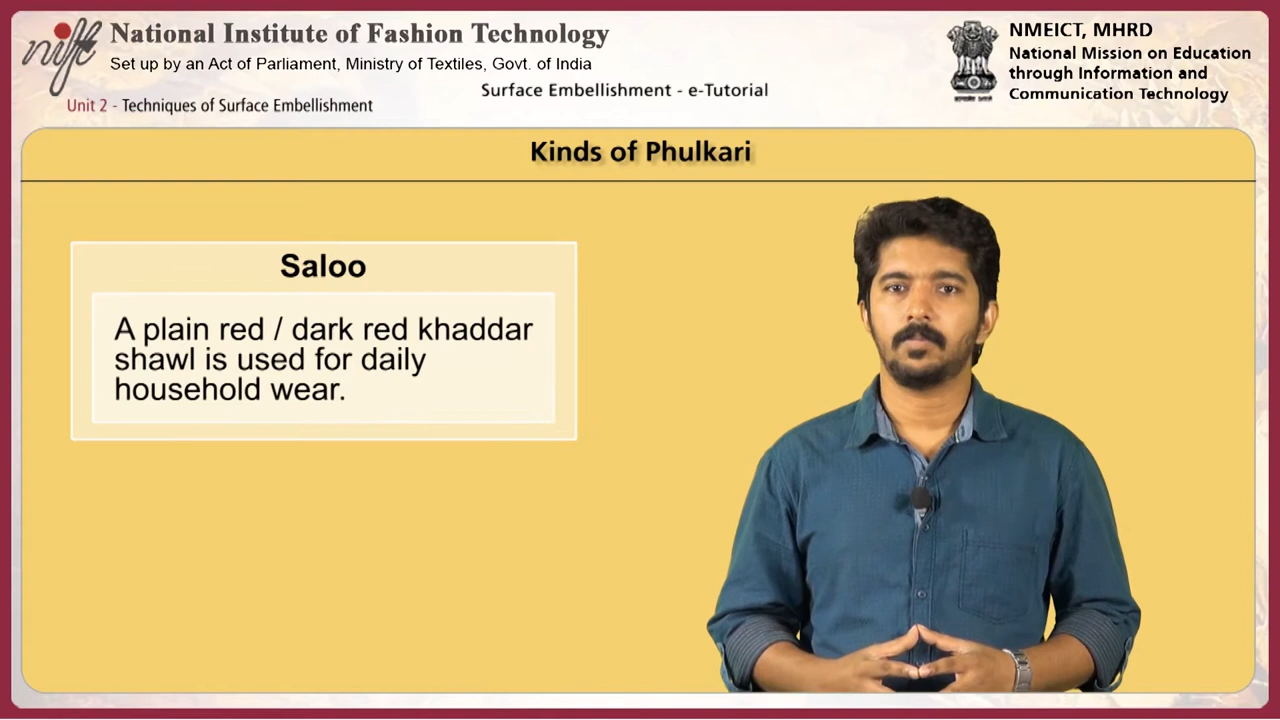 nift
National Institute of Fashion Technology
Set up by an Act of Parliament, Ministry of Textiles, Govt. of India
Unit 2 - Techniques of Surface Embellishment
Surface Embellishment - e-Tutorial
NMEICT, MHRD
National Mission on Education
through Information and
Communication Technology
Kinds of Phulkari
Saloo
A plain red / dark red khaddar
shawl is used for daily
household wear.